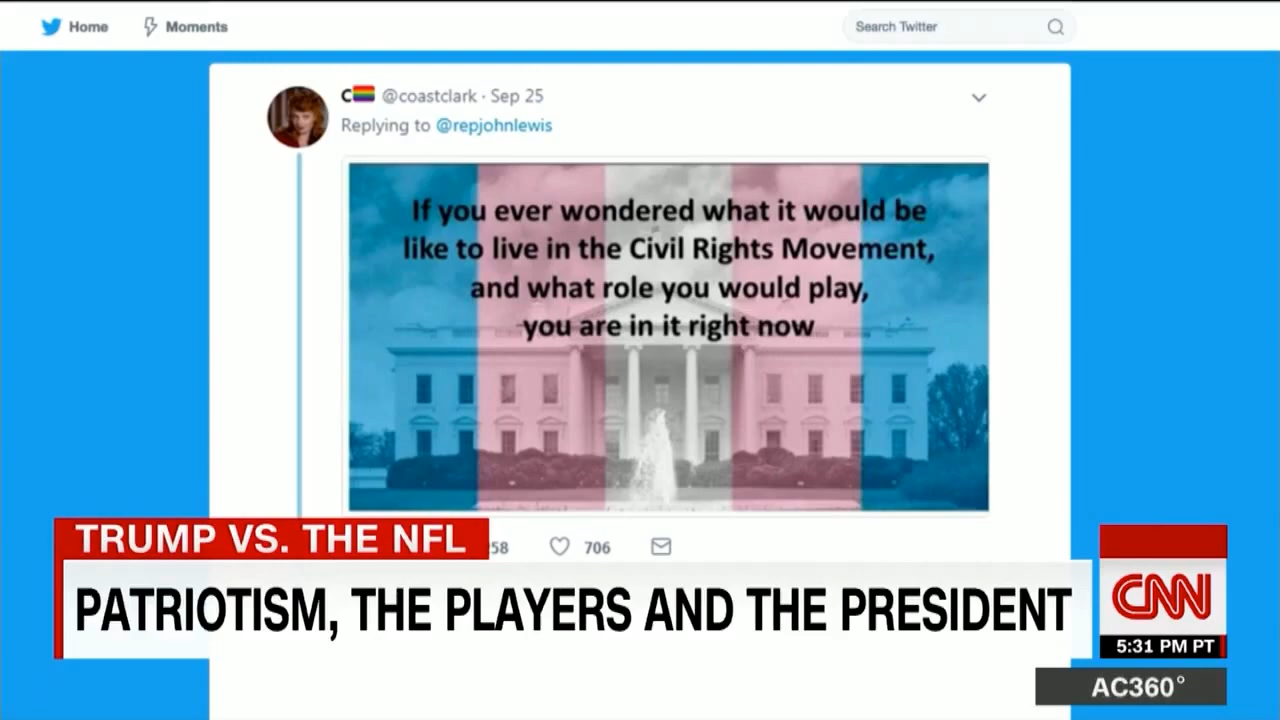 Home
Moments
Search Twitter
C @coastclark · Sep 25
Replying to @repjohnlewis
If you ever wondered what it would be
like to live in the Civil Rights Movement,
and what role you would play,
you are in it right now
58
706
TRUMP VS. THE NFL
PATRIOTISM, THE PLAYERS AND THE PRESIDENT
CNN
5:31 PM PT
AC360°